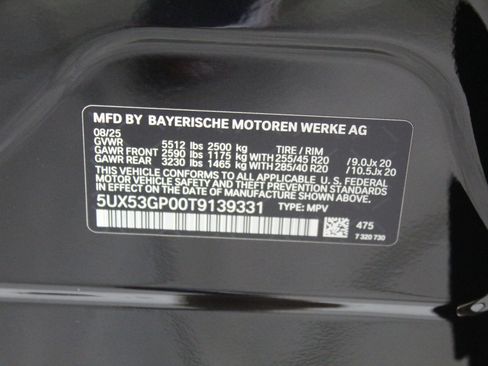 MFD BY BAYERISCHE MOTOREN WERKE AG
08/25
GVWR 5512 lbs 2500 kg TIRE / RIM
GAWR FRONT 2590 lbs 1175 kg WITH 255/45 R20 /9.0Jx 20
GAWR REAR 3230 lbs 1465 kg WITH 285/40 R20 /10.5Jx 20
THIS VEHICLE CONFORMS TO ALL APPLICABLE U.S. FEDERAL
MOTOR VEHICLE SAFETY, BUMPER, AND THEFT PREVENTION
STANDARDS IN EFFECT ON THE DATE OF MANUFACTURE SHOWN ABOVE.
5UX53GP00T9139331 TYPE: MPV
475
7 320 730